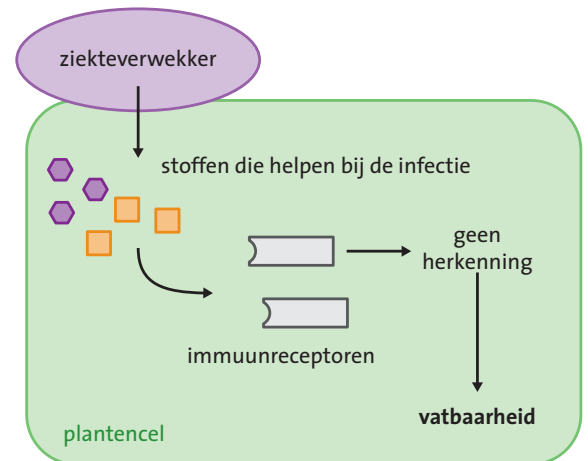 ziekteverwekker
stoffen die helpen bij de infectie
geen
herkenning
immuunreceptoren
vatbaarheid
plantencel